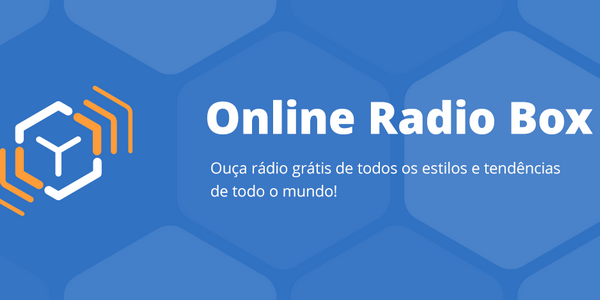 Online Radio Box
Ouça rádio grátis de todos os estilos e tendências
de todo o mundo!